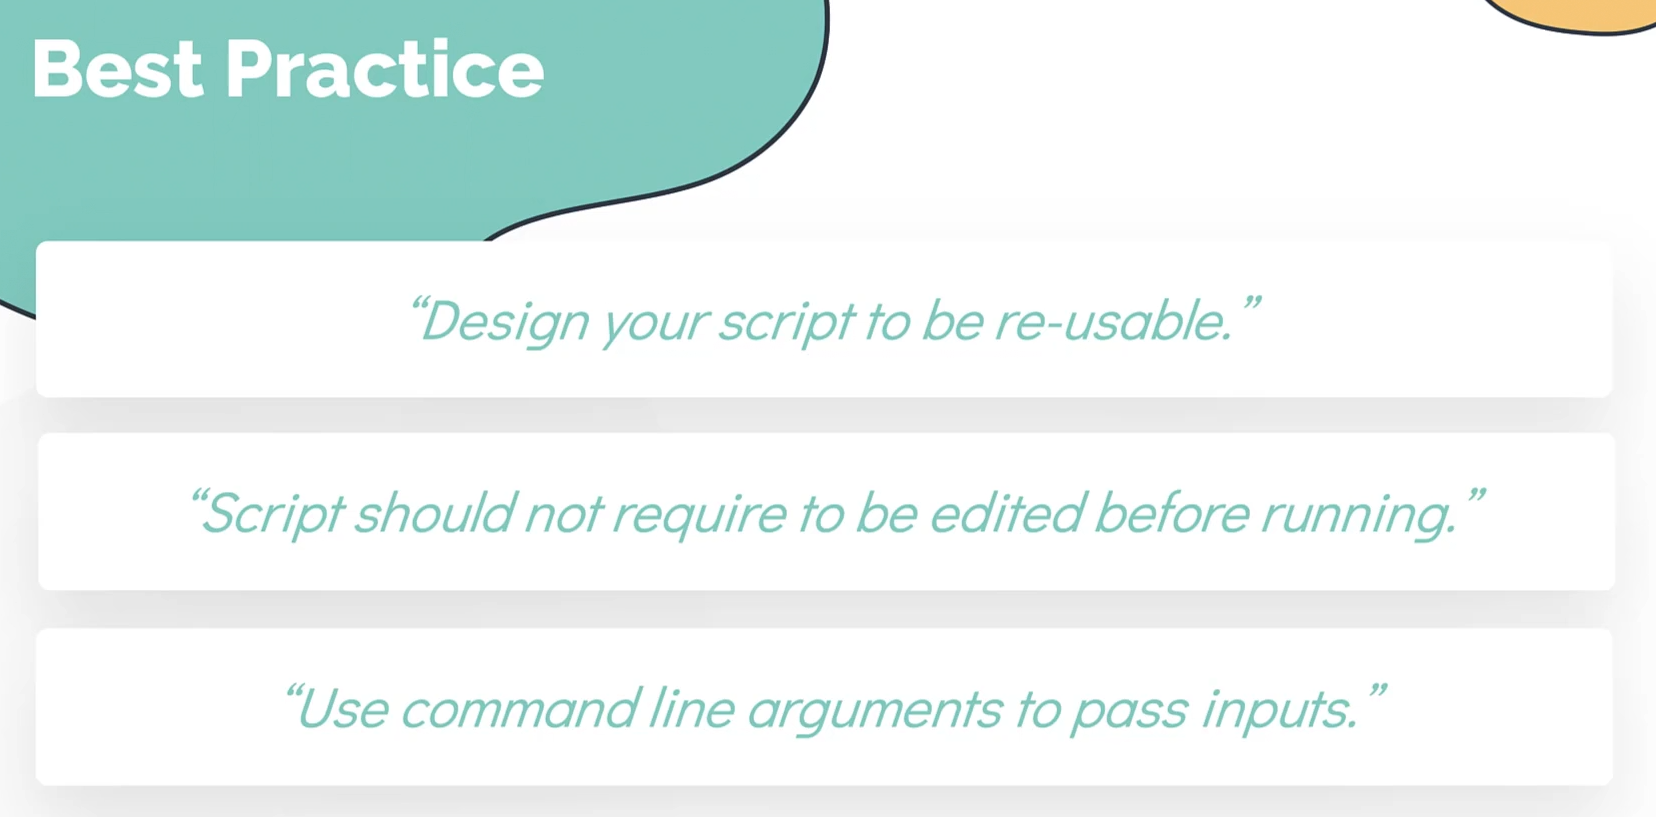 Best Practice
“Design your script to be re-usable.”
“Script should not require to be edited before running.”
“Use command line arguments to pass inputs.”